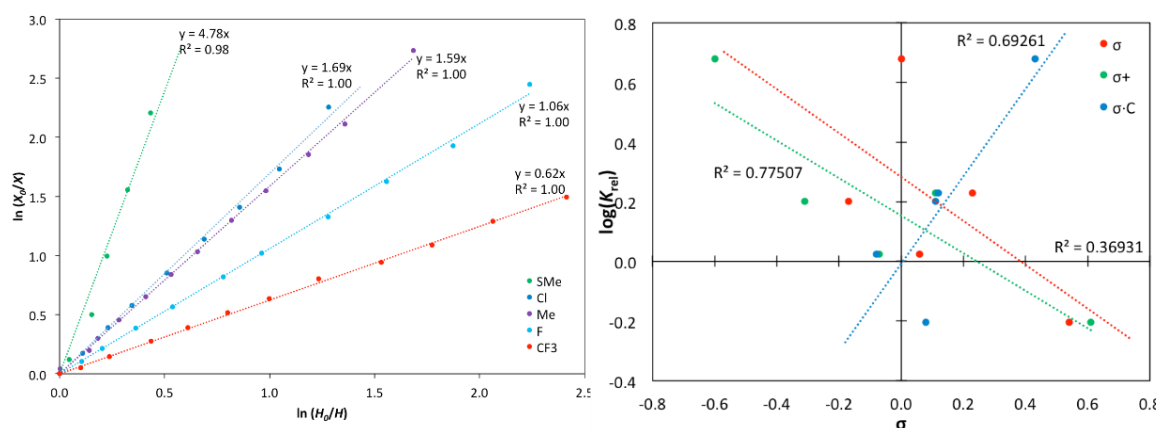 3.0
2.5
2.0
1.5
1.0
0.5
0.0
ln (X₀/X)
y = 4.78x
R² = 0.98
y = 1.69x
R² = 1.00
y = 1.59x
R² = 1.00
y = 1.06x
R² = 1.00
y = 0.62x
R² = 1.00
SMe
Cl
Me
F
CF3
0.0 0.5 1.0 1.5 2.0 2.5
ln (H₀/H)
0.8
0.6
0.4
0.2
0.0
-0.2
-0.4
log(Krel)
R² = 0.69261
R² = 0.77507
R² = 0.36931
σ
σ+
σ·C
-0.8 -0.6 -0.4 -0.2 0.0 0.2 0.4 0.6 0.8
σ